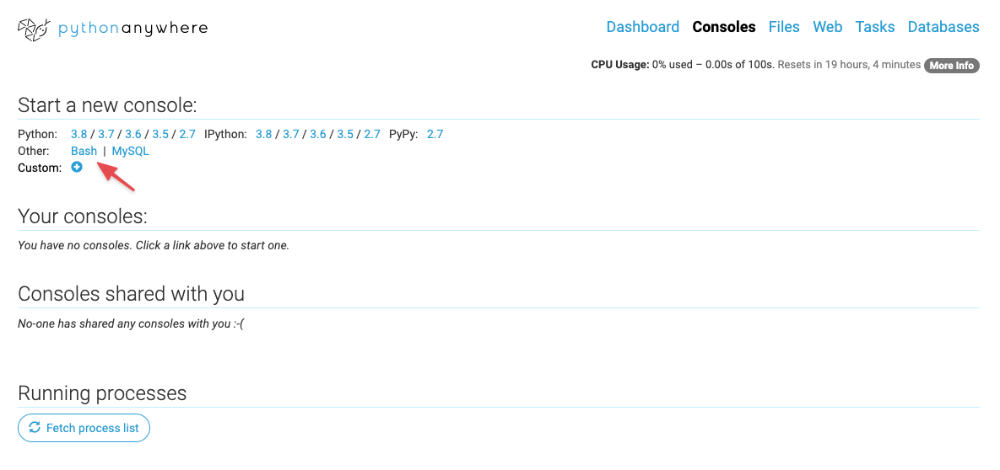 pythonanywhere
Dashboard Consoles Files Web Tasks Databases
CPU Usage: 0% used – 0.00s of 100s. Resets in 19 hours, 4 minutes More Info
Start a new console:
Python: 3.8 / 3.7 / 3.6 / 3.5 / 2.7 IPython: 3.8 / 3.7 / 3.6 / 3.5 / 2.7 PyPy: 2.7
Other: Bash | MySQL
Custom:
Your consoles:
You have no consoles. Click a link above to start one.
Consoles shared with you
No-one has shared any consoles with you :-(
Running processes
Fetch process list